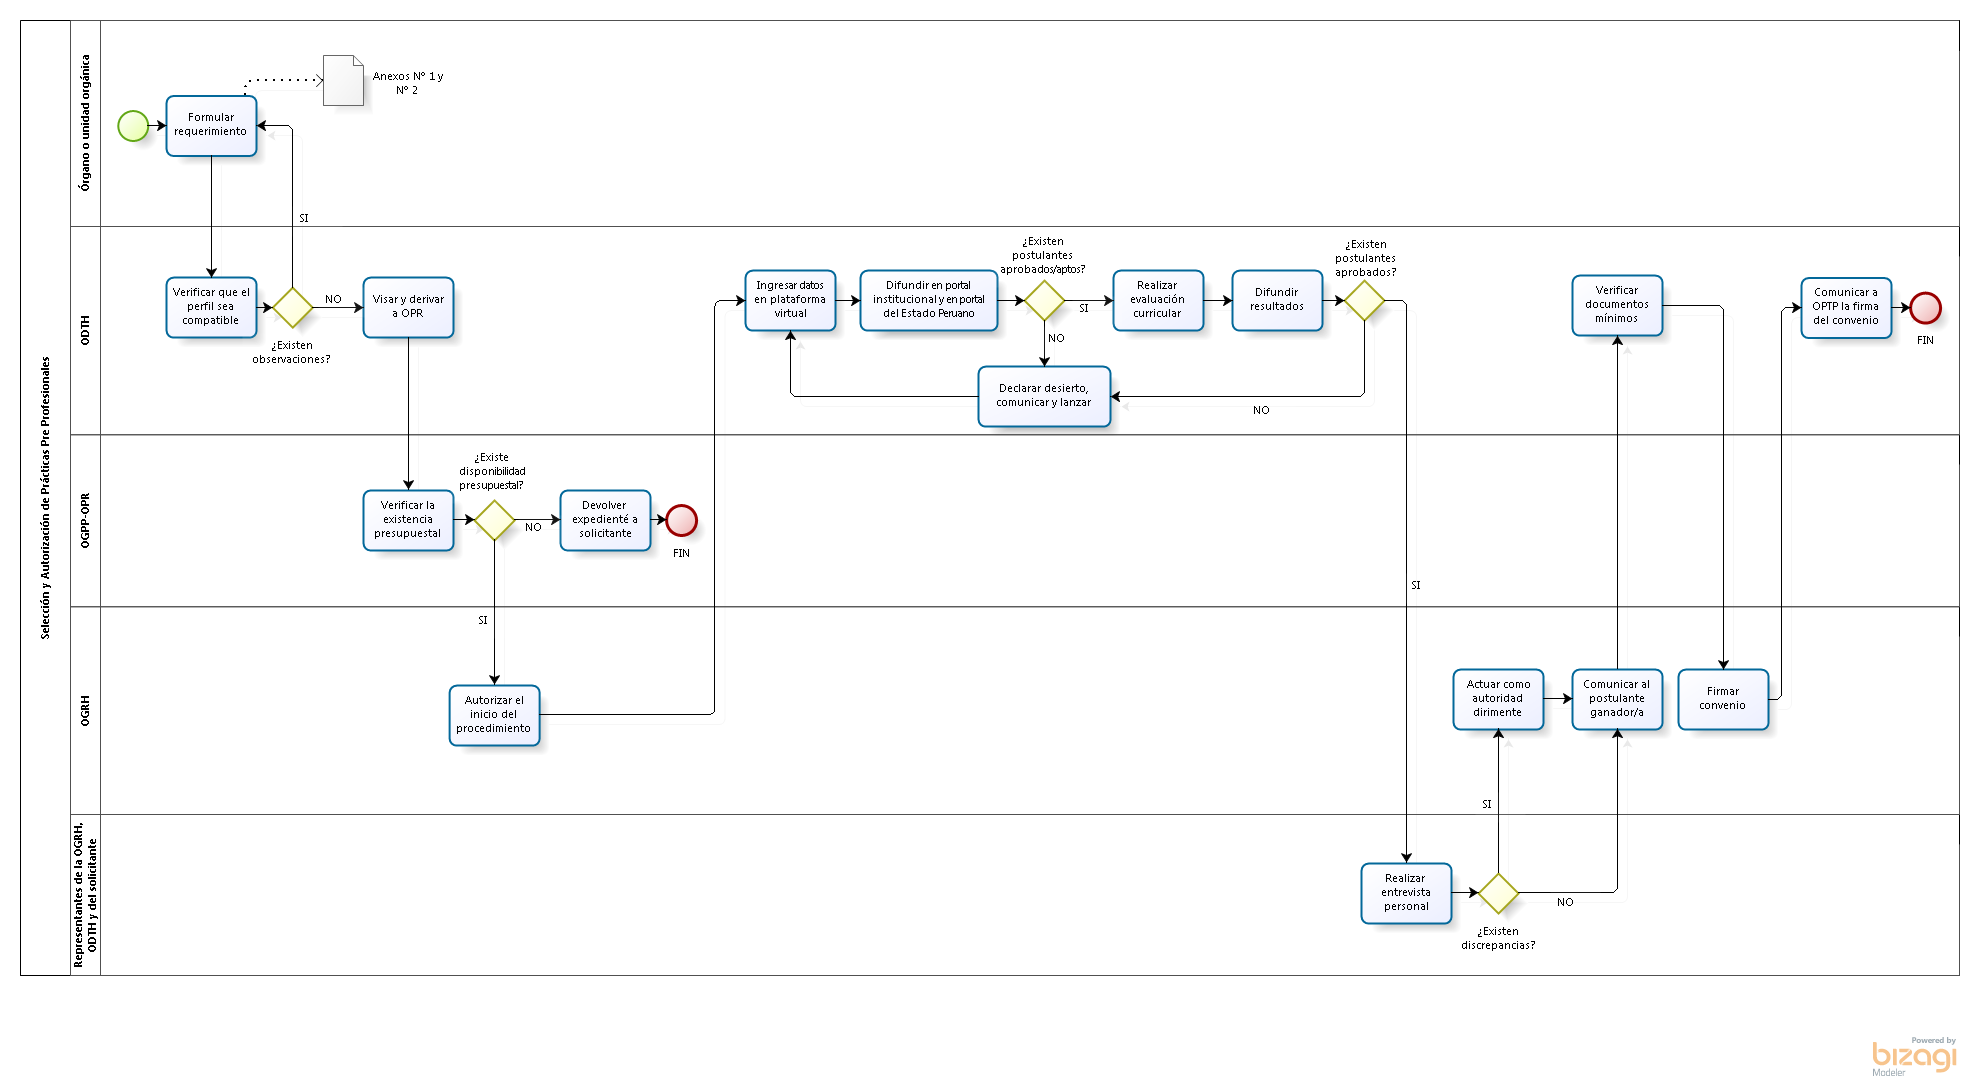 Selección y Autorización de Prácticas Pre Profesionales
Órgano o unidad orgánica
Formular
requerimiento
Anexos N° 1 y
N° 2
SI
ODTH
Verificar que el
perfil sea
compatible
¿Existen
observaciones?
NO
Visar y derivar
a OPR
Ingresar datos
en plataforma
virtual
Difundir en portal
institucional y en portal
del Estado Peruano
¿Existen
postulantes
aprobados/aptos?
SI
NO
Realizar
evaluación
curricular
Difundir
resultados
¿Existen
postulantes
aprobados?
Declarar desierto,
comunicar y lanzar
NO
Verificar
documentos
mínimos
Comunicar a
OPTP la firma
del convenio
FIN
OGPP-OPR
Verificar la
existencia
presupuestal
¿Existe
disponibilidad
presupuestal?
NO
Devolver
expedienté a
solicitante
FIN
SI
OGRH
SI
Autorizar el
inicio del
procedimiento
Actuar como
autoridad
dirimente
Comunicar al
postulante
ganador/a
Firmar
convenio
SI
Representantes de la OGRH,
ODTH y del solicitante
Realizar
entrevista
personal
¿Existen
discrepancias?
NO
Powered by
bizagi
Modeler